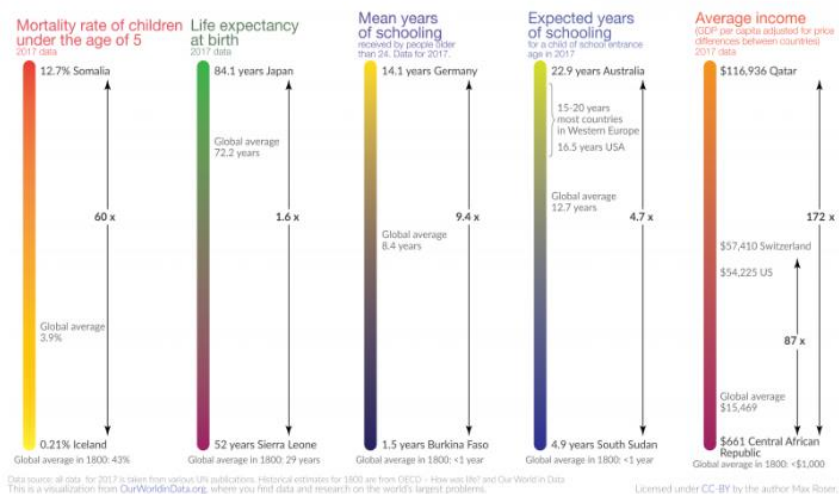 Mortality rate of children
under the age of 5
2017 data
12.7% Somalia
60 x
Global average
3.9%
0.21% Iceland
Global average in 1800: 43%
Life expectancy
at birth
2017 data
84.1 years Japan
Global average
72.2 years
1.6 x
52 years Sierra Leone
Global average in 1800: 29 years
Mean years
of schooling
received by people older
than 24. Data for 2017.
14.1 years Germany
9.4 x
Global average
8.4 years
1.5 years Burkina Faso
Global average in 1800: <1 year
Expected years
of schooling
for a child of school entrance
age in 2017
22.9 years Australia
15-20 years
most countries
in Western Europe
16.5 years USA
Global average
12.7 years
4.7 x
4.9 years South Sudan
Global average in 1800: <1 year
Average income
(GDP per capita adjusted for price
differences between countries)
2017 data
$116,936 Qatar
172 x
$57,410 Switzerland
$54,225 US
87 x
Global average
$15,469
$661 Central African
Republic
Global average in 1800: <$1,000
Data source: all data for 2017 is taken from various UN publications. Historical estimates for 1800 are from OECD – How was life? and Our World in Data
This is a visualization from OurWorldinData.org, where you find data and research on the world's largest problems.
Licensed under CC-BY by the author Max Roser.